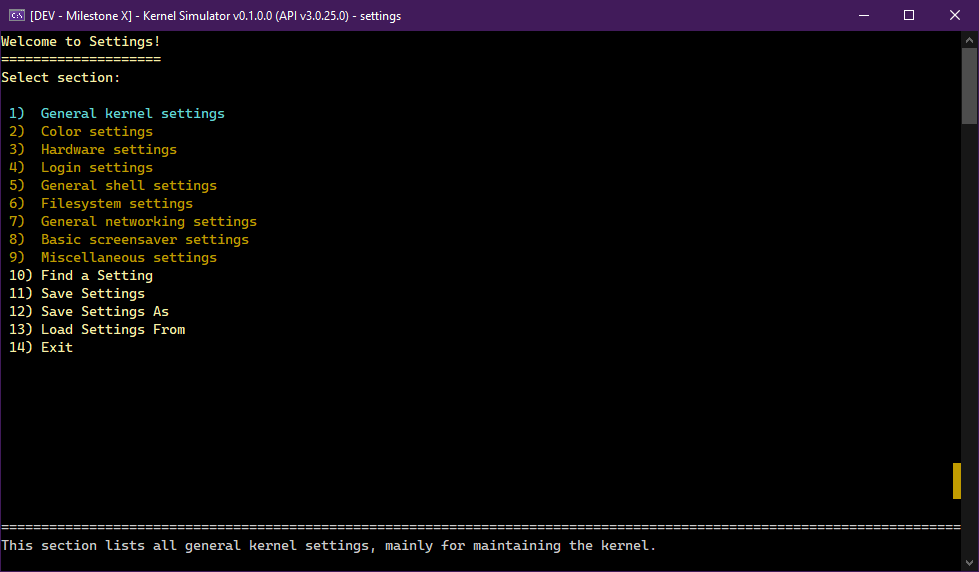 [DEV - Milestone X] - Kernel Simulator v0.1.0.0 (API v3.0.25.0) - settings
Welcome to Settings!
====================
Select section:
1) General kernel settings
2) Color settings
3) Hardware settings
4) Login settings
5) General shell settings
6) Filesystem settings
7) General networking settings
8) Basic screensaver settings
9) Miscellaneous settings
10) Find a Setting
11) Save Settings
12) Save Settings As
13) Load Settings From
14) Exit
========================================================================================================================
This section lists all general kernel settings, mainly for maintaining the kernel.